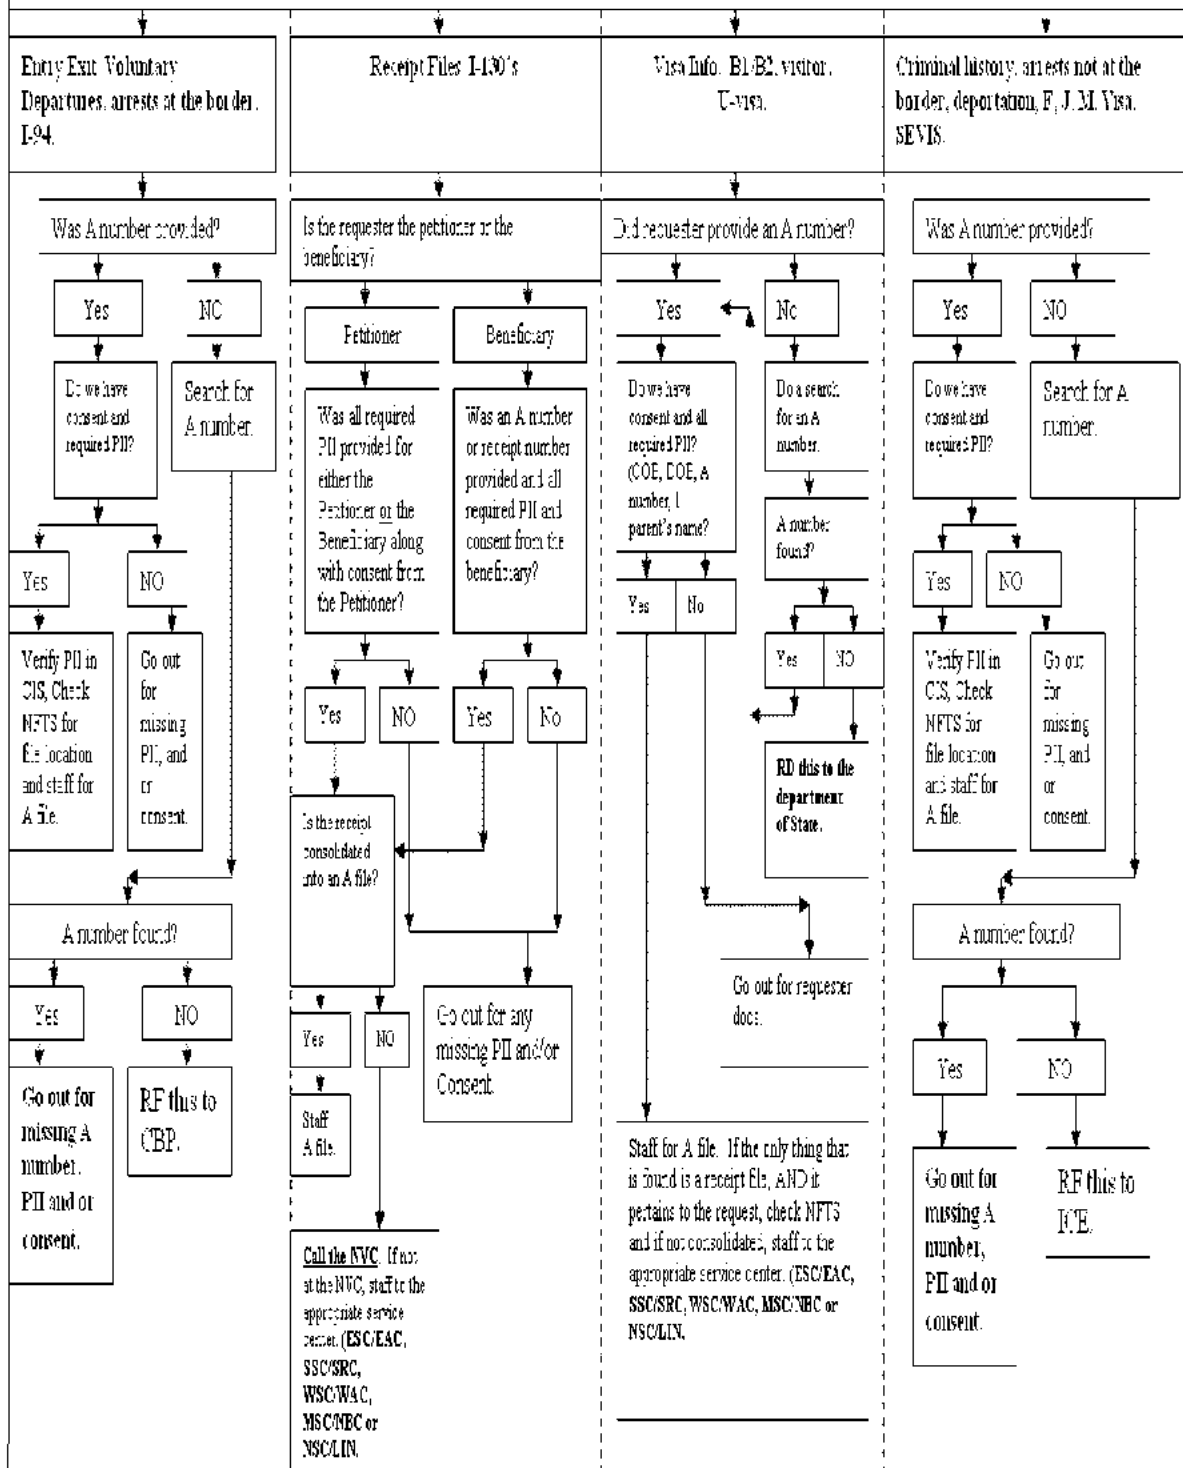 Entry Exit Voluntary
Departures, arrests at the border.
I-94.
Was A number provided?
Yes
NO
Do we have
consent and
required PII?
Search for
A number.
Yes
NO
Verify PII in
CIS, Check
NFTS for
file location
and staff for
A file.
Go out
for
missing
PII, and
or
consent.
A number found?
Yes
NO
Go out for
missing A
number.
PII and or
consent.
RF this to
CBP.
Receipt Files I-130's
Is the requester the petitioner or the
beneficiary?
Petitioner
Beneficiary
Was all required
PII provided for
either the
Petitioner or the
Beneficiary along
with consent from
the Petitioner?
Was an A number
or receipt number
provided and all
required PII and
consent from the
beneficiary?
Yes
NO
Yes
No
Is the receipt
consolidated
into an A file?
Go out for any
missing PII and/or
Consent.
Yes
NO
Staff
A file.
Call the NVC. If not
at the NVC, staff to the
appropriate service
center. (ESC/EAC,
SSC/SRC,
WSC/WAC,
MSC/NBC or
NSC/LIN.
Visa Info. B1/B2, visitor,
U-visa.
Did requester provide an A number?
Yes
No
Do we have
consent and all
required PII?
(COE, DOE, A
number, 1
parent's name?
Do a search
for an A
number.
A number
found?
Yes
No
Yes
NO
RD this to the
department
of State.
Go out for requester
docs.
Staff for A file. If the only thing that
is found is a receipt file, AND it
pertains to the request, check NFTS
and if not consolidated, staff to the
appropriate service center. (ESC/EAC,
SSC/SRC, WSC/WAC, MSC/NBC or
NSC/LIN.
Criminal history, arrests not at the
border, deportation, F, J, M, Visa.
SEVIS.
Was A number provided?
Yes
NO
Do we have
consent and
required PII?
Search for A
number.
Yes
NO
Verify PII in
CIS, Check
NFTS for
file location
and staff for
A file.
Go out
for
missing
PII, and
or
consent.
A number found?
Yes
NO
Go out for
missing A
number,
PII and or
consent.
RF this to
ICE.